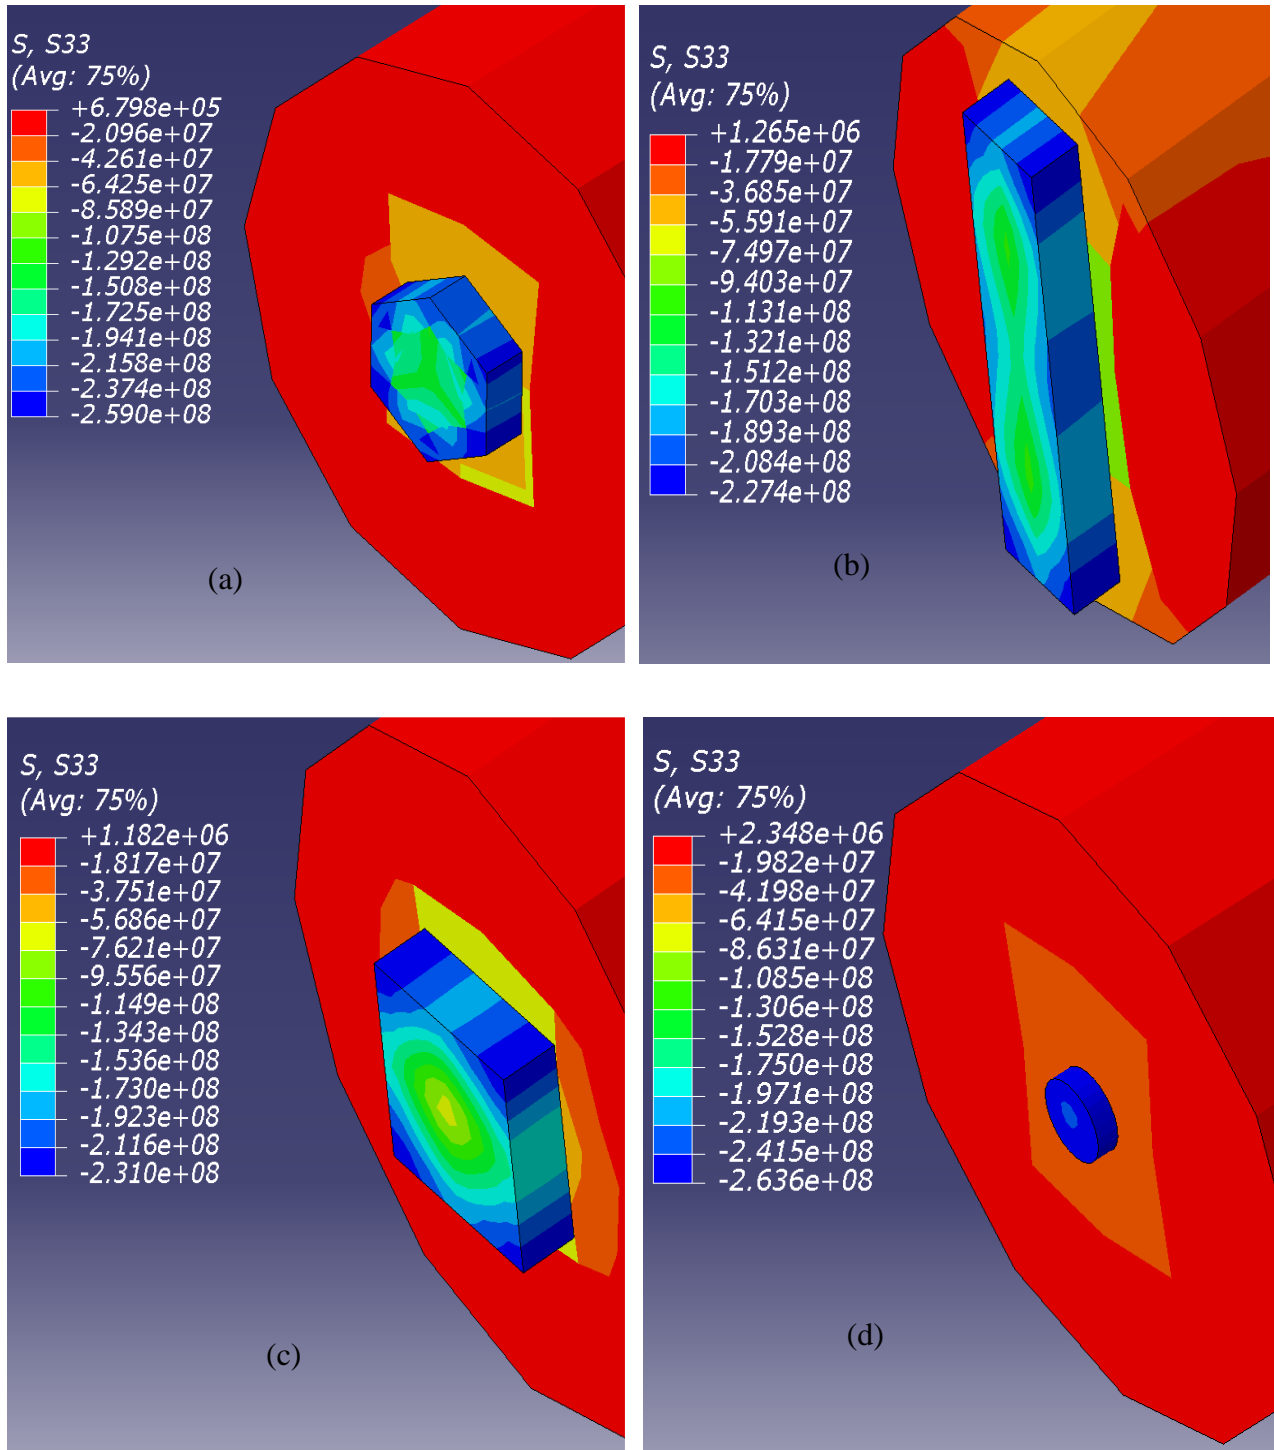 S, S33
(Avg: 75%)
+6.798e+05
-2.096e+07
-4.261e+07
-6.425e+07
-8.589e+07
-1.075e+08
-1.292e+08
-1.508e+08
-1.725e+08
-1.941e+08
-2.158e+08
-2.374e+08
-2.590e+08
(a)
S, S33
(Avg: 75%)
+1.265e+06
-1.779e+07
-3.685e+07
-5.591e+07
-7.497e+07
-9.403e+07
-1.131e+08
-1.321e+08
-1.512e+08
-1.703e+08
-1.893e+08
-2.084e+08
-2.274e+08
(b)
S, S33
(Avg: 75%)
+1.182e+06
-1.817e+07
-3.751e+07
-5.686e+07
-7.621e+07
-9.556e+07
-1.149e+08
-1.343e+08
-1.536e+08
-1.730e+08
-1.923e+08
-2.116e+08
-2.310e+08
(c)
S, S33
(Avg: 75%)
+2.348e+06
-1.982e+07
-4.198e+07
-6.415e+07
-8.631e+07
-1.085e+08
-1.306e+08
-1.528e+08
-1.750e+08
-1.971e+08
-2.193e+08
-2.415e+08
-2.636e+08
(d)